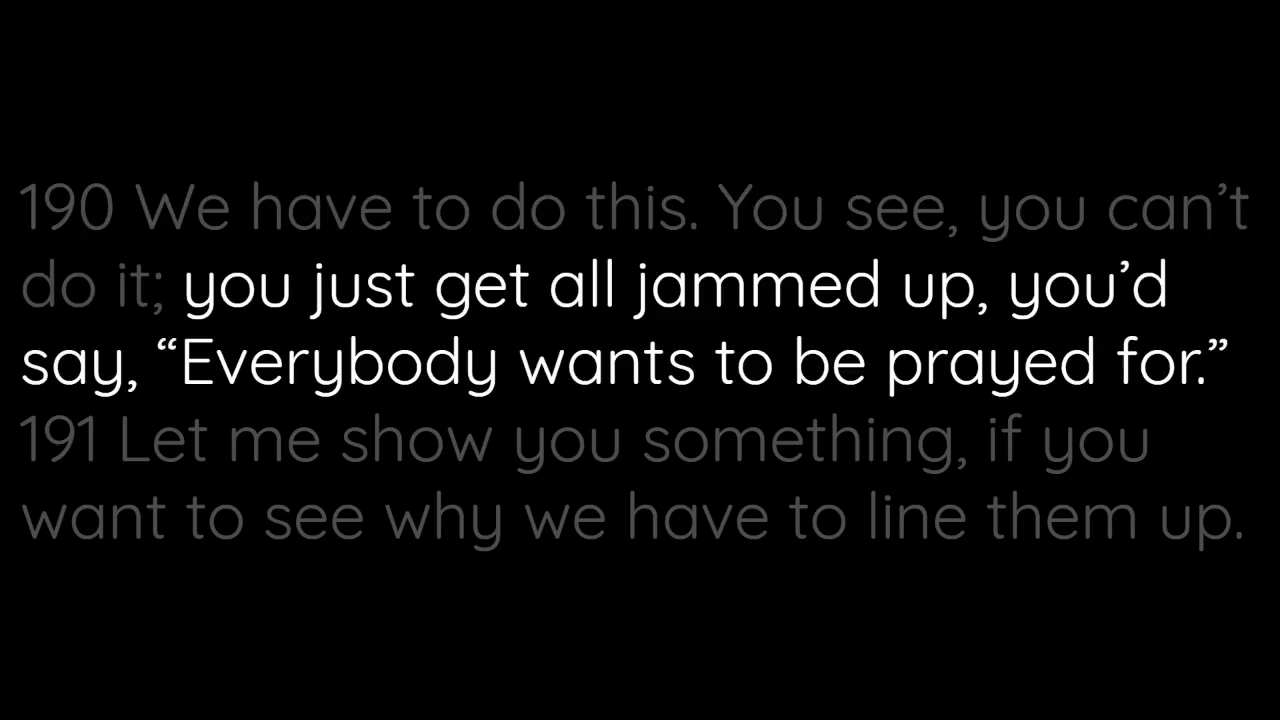 190 We have to do this. You see, you can’t
do it; you just get all jammed up, you’d
say, “Everybody wants to be prayed for.”
191 Let me show you something, if you
want to see why we have to line them up.